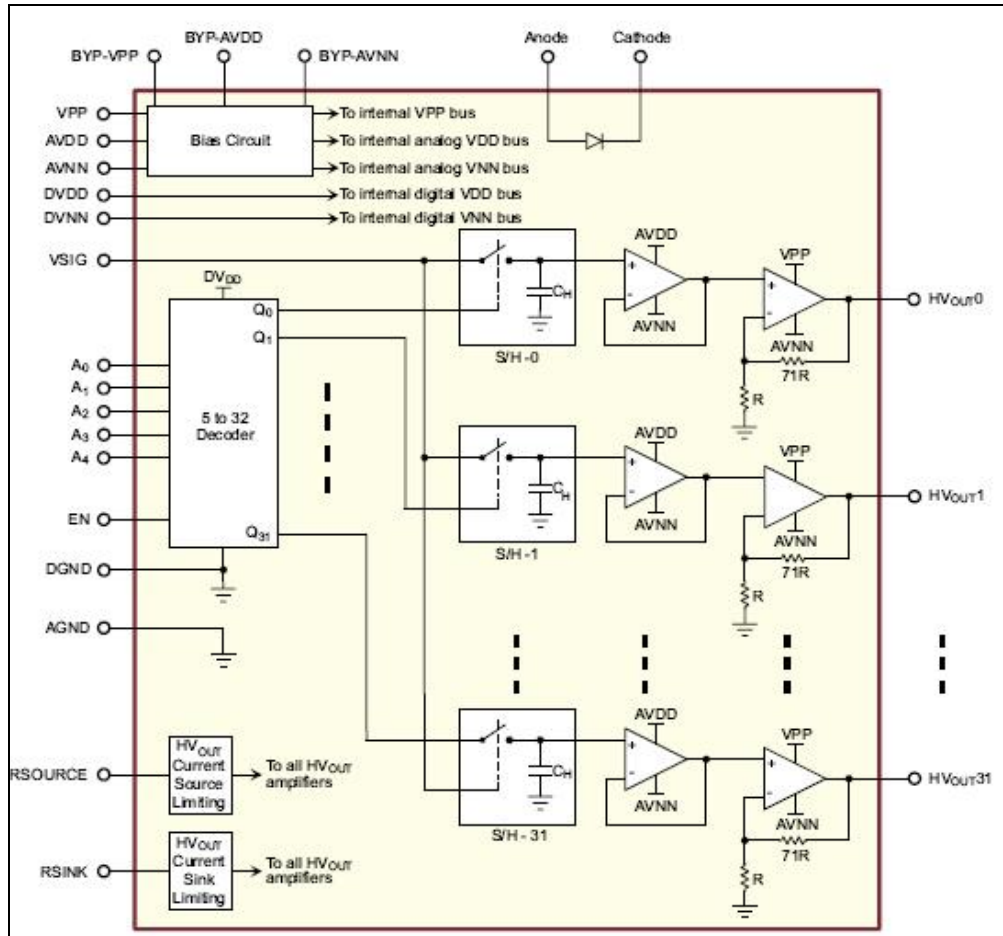 BYP-VPP
BYP-AVDD
BYP-AVNN
Anode
Cathode
VPP
AVDD
AVNN
DVDD
DVNN
VSIG
Bias Circuit
To internal VPP bus
To internal analog VDD bus
To internal analog VNN bus
To internal digital VDD bus
To internal digital VNN bus
DVDD
A0
A1
A2
A3
A4
EN
DGND
AGND
5 to 32
Decoder
Q0
Q1
Q31
CH
S/H -0
AVDD
+
-
AVNN
VPP
+
-
AVNN
71R
R
HVOUT0
CH
S/H -1
AVDD
+
-
AVNN
VPP
+
-
AVNN
71R
R
HVOUT1
CH
S/H - 31
AVDD
+
-
AVNN
VPP
+
-
AVNN
71R
R
HVOUT31
RSOURCE
HVOUT
Current
Source
Limiting
To all HVOUT
amplifiers
RSINK
HVOUT
Current
Sink
Limiting
To all HVOUT
amplifiers